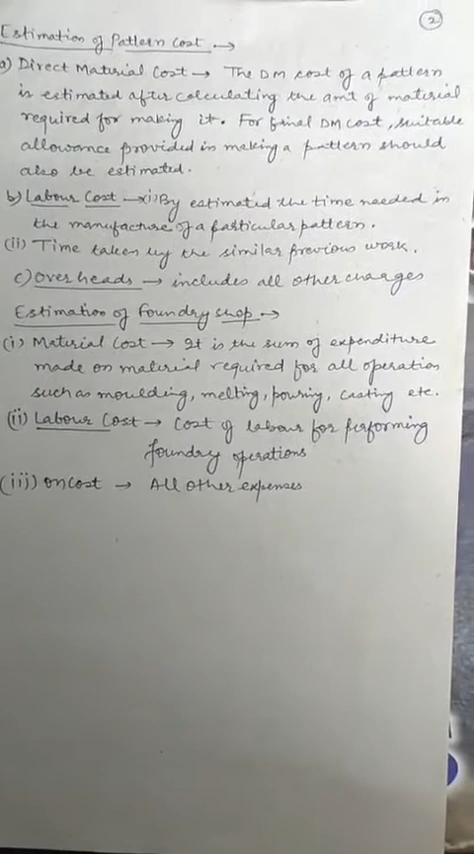 2
Estimation of Pattern Cost →
a) Direct Material Cost → The DM cost of a pattern
is estimated after calculating the amt of material
required for making it. For final DM cost, suitable
allowance provided in making a pattern should
also be estimated.
b) Labour Cost → (i) By estimated the time needed in
the manufacture of a particular pattern.
(ii) Time taken by the similar previous work.
c) Overheads → includes all other charges
Estimation of Foundry shop →
(i) Material Cost → It is the sum of expenditure
made on material required for all operation
such as moulding, melting, pouring, casting etc.
(ii) Labour Cost → Cost of labour for performing
foundry operations
(iii) oncost → All other expenses